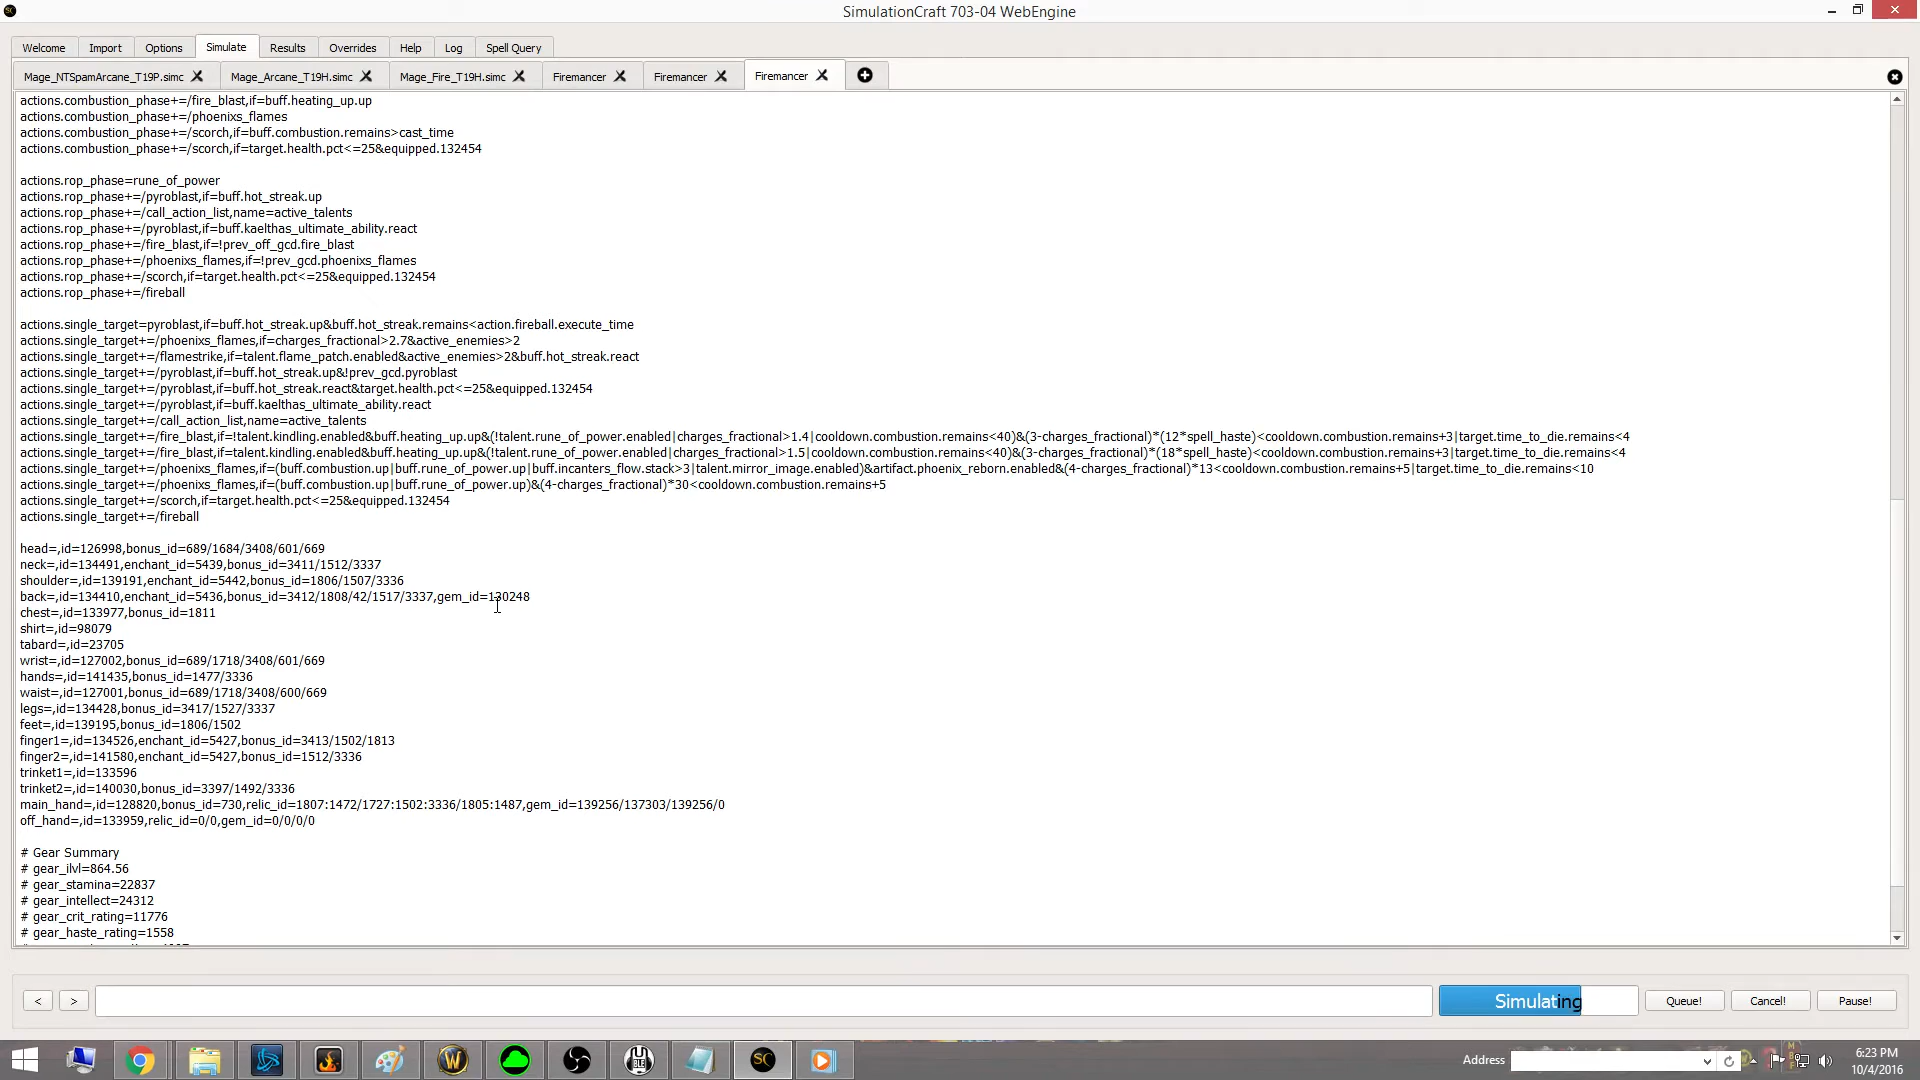 SimulationCraft 703-04 WebEngine
Welcome Import Options Simulate Results Overrides Help Log Spell Query
Mage_NTSpamArcane_T19P.simc Mage_Arcane_T19H.simc Mage_Fire_T19H.simc Firemancer Firemancer Firemancer
actions.combustion_phase+=/fire_blast,if=buff.heating_up.up
actions.combustion_phase+=/phoenixs_flames
actions.combustion_phase+=/scorch,if=buff.combustion.remains>cast_time
actions.combustion_phase+=/scorch,if=target.health.pct<=25&equipped.132454
actions.rop_phase=rune_of_power
actions.rop_phase+=/pyroblast,if=buff.hot_streak.up
actions.rop_phase+=/call_action_list,name=active_talents
actions.rop_phase+=/pyroblast,if=buff.kaelthas_ultimate_ability.react
actions.rop_phase+=/fire_blast,if=!prev_off_gcd.fire_blast
actions.rop_phase+=/phoenixs_flames,if=!prev_gcd.phoenixs_flames
actions.rop_phase+=/scorch,if=target.health.pct<=25&equipped.132454
actions.rop_phase+=/fireball
actions.single_target=pyroblast,if=buff.hot_streak.up&buff.hot_streak.remains<action.fireball.execute_time
actions.single_target+=/phoenixs_flames,if=charges_fractional>2.7&active_enemies>2
actions.single_target+=/flamestrike,if=talent.flame_patch.enabled&active_enemies>2&buff.hot_streak.react
actions.single_target+=/pyroblast,if=buff.hot_streak.up&!prev_gcd.pyroblast
actions.single_target+=/pyroblast,if=buff.hot_streak.react&target.health.pct<=25&equipped.132454
actions.single_target+=/pyroblast,if=buff.kaelthas_ultimate_ability.react
actions.single_target+=/call_action_list,name=active_talents
actions.single_target+=/fire_blast,if=!talent.kindling.enabled&buff.heating_up.up&(!talent.rune_of_power.enabled|charges_fractional>1.4|cooldown.combustion.remains<40)&(3-charges_fractional)*(12*spell_haste)<cooldown.combustion.remains+3|target.time_to_die.remains<4
actions.single_target+=/fire_blast,if=talent.kindling.enabled&buff.heating_up.up&(!talent.rune_of_power.enabled|charges_fractional>1.5|cooldown.combustion.remains<40)&(3-charges_fractional)*(18*spell_haste)<cooldown.combustion.remains+3|target.time_to_die.remains<4
actions.single_target+=/phoenixs_flames,if=(buff.combustion.up|buff.rune_of_power.up|buff.incanters_flow.stack>3|talent.mirror_image.enabled)&artifact.phoenix_reborn.enabled&(4-charges_fractional)*13<cooldown.combustion.remains+5|target.time_to_die.remains<10
actions.single_target+=/phoenixs_flames,if=(buff.combustion.up|buff.rune_of_power.up)&(4-charges_fractional)*30<cooldown.combustion.remains+5
actions.single_target+=/scorch,if=target.health.pct<=25&equipped.132454
actions.single_target+=/fireball
head=,id=126998,bonus_id=689/1684/3408/601/669
neck=,id=134491,enchant_id=5439,bonus_id=3411/1512/3337
shoulder=,id=139191,enchant_id=5442,bonus_id=1806/1507/3336
back=,id=134410,enchant_id=5436,bonus_id=3412/1808/42/1517/3337,gem_id=130248
chest=,id=133977,bonus_id=1811
shirt=,id=98079
tabard=,id=23705
wrist=,id=127002,bonus_id=689/1718/3408/601/669
hands=,id=141435,bonus_id=1477/3336
waist=,id=127001,bonus_id=689/1718/3408/600/669
legs=,id=134428,bonus_id=3417/1527/3337
feet=,id=139195,bonus_id=1806/1502
finger1=,id=134526,enchant_id=5427,bonus_id=3413/1502/1813
finger2=,id=141580,enchant_id=5427,bonus_id=1512/3336
trinket1=,id=133596
trinket2=,id=140030,bonus_id=3397/1492/3336
main_hand=,id=128820,bonus_id=730,relic_id=1807:1472/1727:1502:3336/1805:1487,gem_id=139256/137303/139256/0
off_hand=,id=133959,relic_id=0/0,gem_id=0/0/0/0
# Gear Summary
# gear_ilvl=864.56
# gear_stamina=22837
# gear_intellect=24312
# gear_crit_rating=11776
# gear_haste_rating=1558
< > Simulating Queue! Cancel! Pause!
Address 6:23 PM
10/4/2016